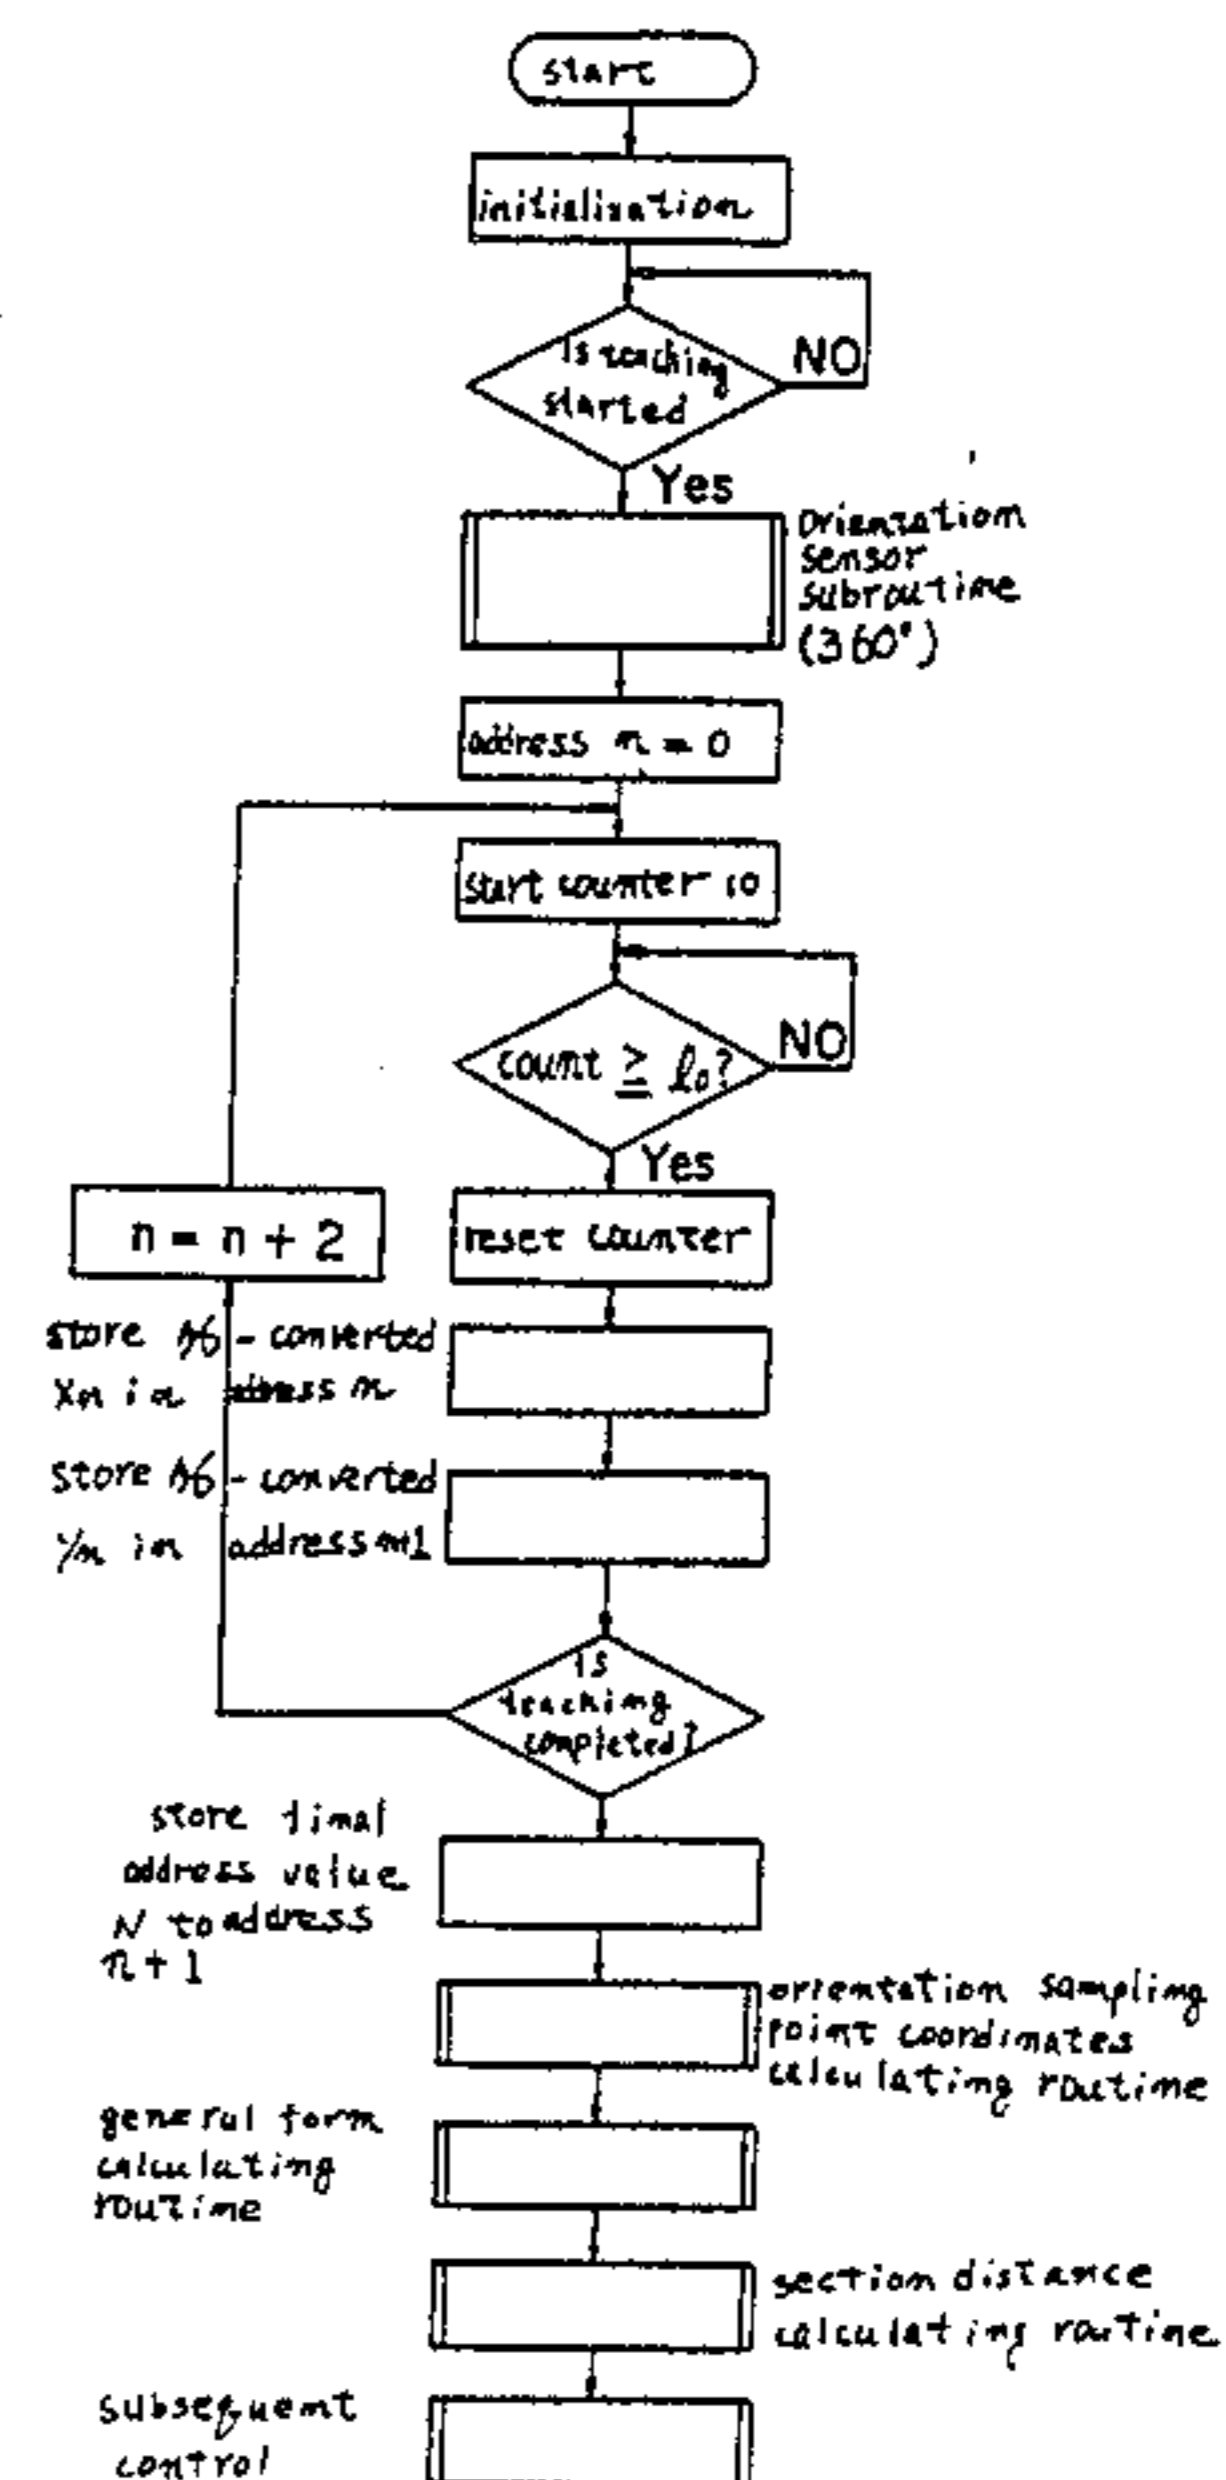 start
initialization
Is teaching
started
NO
Yes
Orientation
sensor
subroutine
(360°)
address n = 0
start counter 10
count ≥ l₀?
NO
Yes
reset counter
n = n + 2
store A6 - converted
Xn in address n
store A6 - converted
Yn in address n+1
is
teaching
completed?
store final
address value
N to address
n + 1
orientation sampling
point coordinates
calculating routine
general form
calculating
routine
section distance
calculating routine
subsequent
control